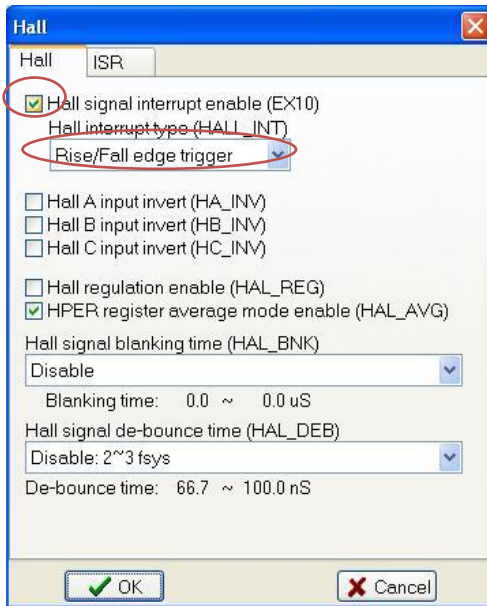 Hall
Hall ISR
Hall signal interrupt enable (EX10)
Hall interrupt type (HALL_INT)
Rise/Fall edge trigger
Hall A input invert (HA_INV)
Hall B input invert (HB_INV)
Hall C input invert (HC_INV)
Hall regulation enable (HAL_REG)
HPER register average mode enable (HAL_AVG)
Hall signal blanking time (HAL_BNK)
Disable
Blanking time: 0.0 ~ 0.0 uS
Hall signal de-bounce time (HAL_DEB)
Disable: 2~3 fsys
De-bounce time: 66.7 ~ 100.0 nS
OK Cancel